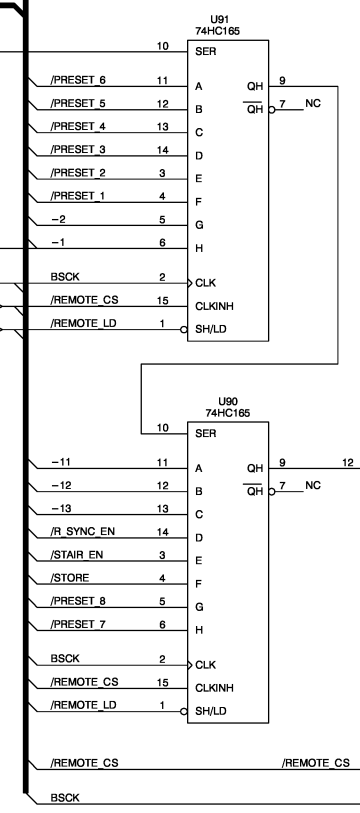 U91
74HC165
10 SER
/PRESET_6 11 A QH 9
/PRESET_5 12 B QH 7 NC
/PRESET_4 13 C
/PRESET_3 14 D
/PRESET_2 3 E
/PRESET_1 4 F
-2 5 G
-1 6 H
BSCK 2 CLK
/REMOTE_CS 15 CLKINH
/REMOTE_LD 1 SH/LD
U90
74HC165
10 SER
-11 11 A QH 9 12
-12 12 B QH 7 NC
-13 13 C
/R_SYNC_EN 14 D
/STAIR_EN 3 E
/STORE 4 F
/PRESET_8 5 G
/PRESET_7 6 H
BSCK 2 CLK
/REMOTE_CS 15 CLKINH
/REMOTE_LD 1 SH/LD
/REMOTE_CS /REMOTE_CS
BSCK